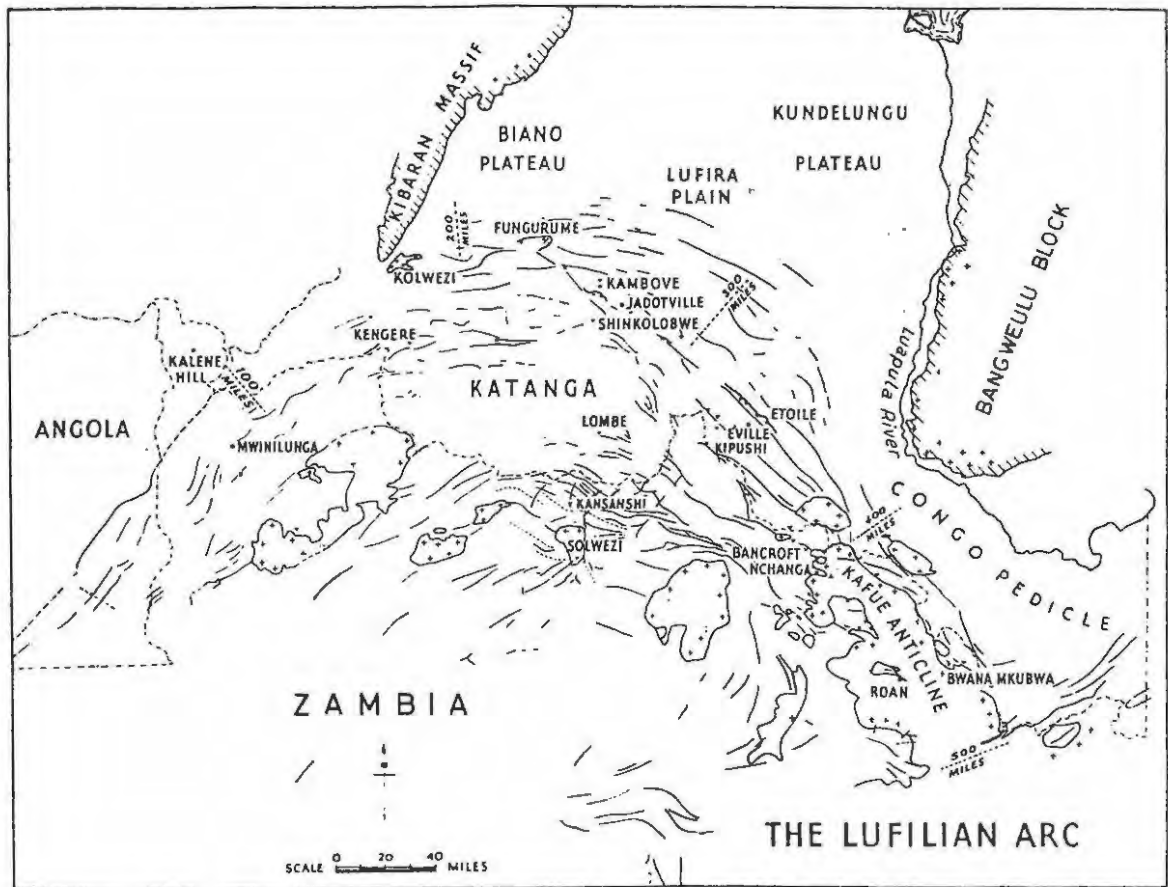 KIBARAN MASSIF
BIANO
PLATEAU
KUNDELUNGU
PLATEAU
LUFIRA
PLAIN
200
MILES
FUNGURUME
KOLWEZI
KAMBOVE
JADOTVILLE
SHINKOLOBWE
300
MILES
BANGWEULU BLOCK
Luapula River
KENGERE
KALENE
HILL
100
MILES
KATANGA
ANGOLA
MWINILUNGA
LOMBE
ETOILE
EVILLE
KIPUSHI
KANSANSHI
SOLWEZI
BANCROFT
NCHANGA
400
MILES
CONGO PEDICLE
KAFUE ANTICLINE
ROAN
BWANA MKUBWA
ZAMBIA
500
MILES
THE LUFILIAN ARC
SCALE 0 20 40 MILES